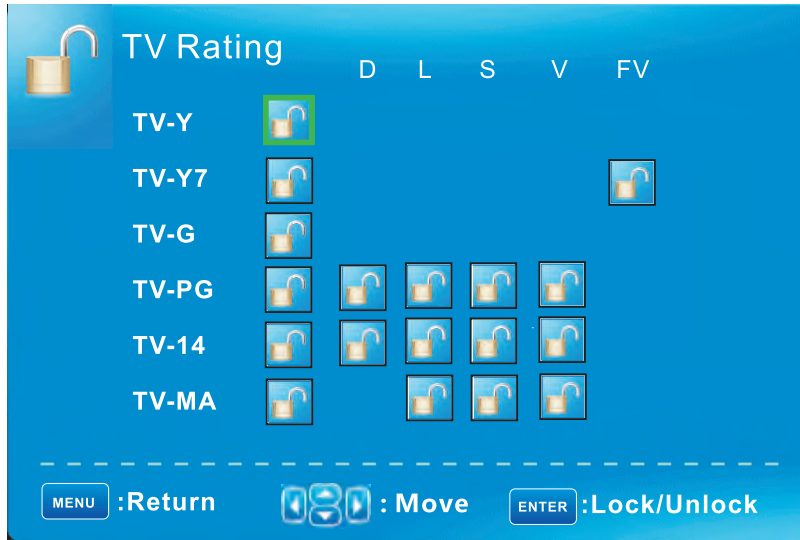 TV Rating
D L S V FV
TV-Y
TV-Y7
TV-G
TV-PG
TV-14
TV-MA
MENU :Return : Move ENTER :Lock/Unlock